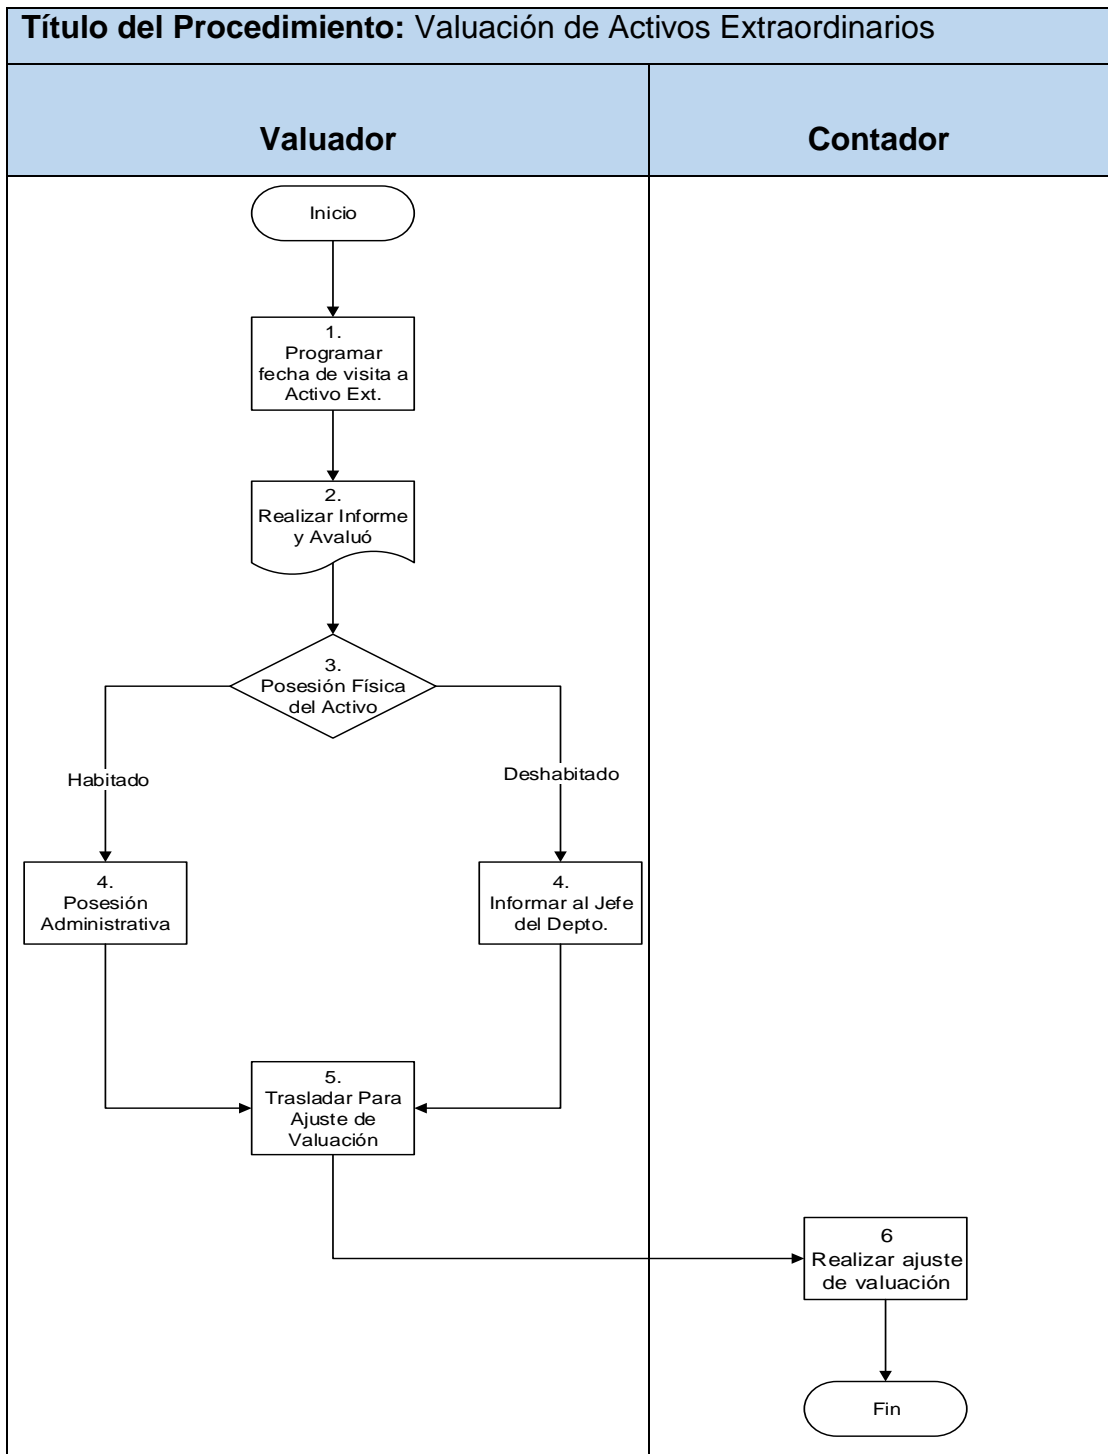 Título del Procedimiento: Valuación de Activos Extraordinarios
Valuador
Contador
Inicio
1.
Programar
fecha de visita a
Activo Ext.
2.
Realizar Informe
y Avaluó
3.
Posesión Física
del Activo
Habitado
Deshabitado
4.
Posesión
Administrativa
4.
Informar al Jefe
del Depto.
5.
Trasladar Para
Ajuste de
Valuación
6
Realizar ajuste
de valuación
Fin